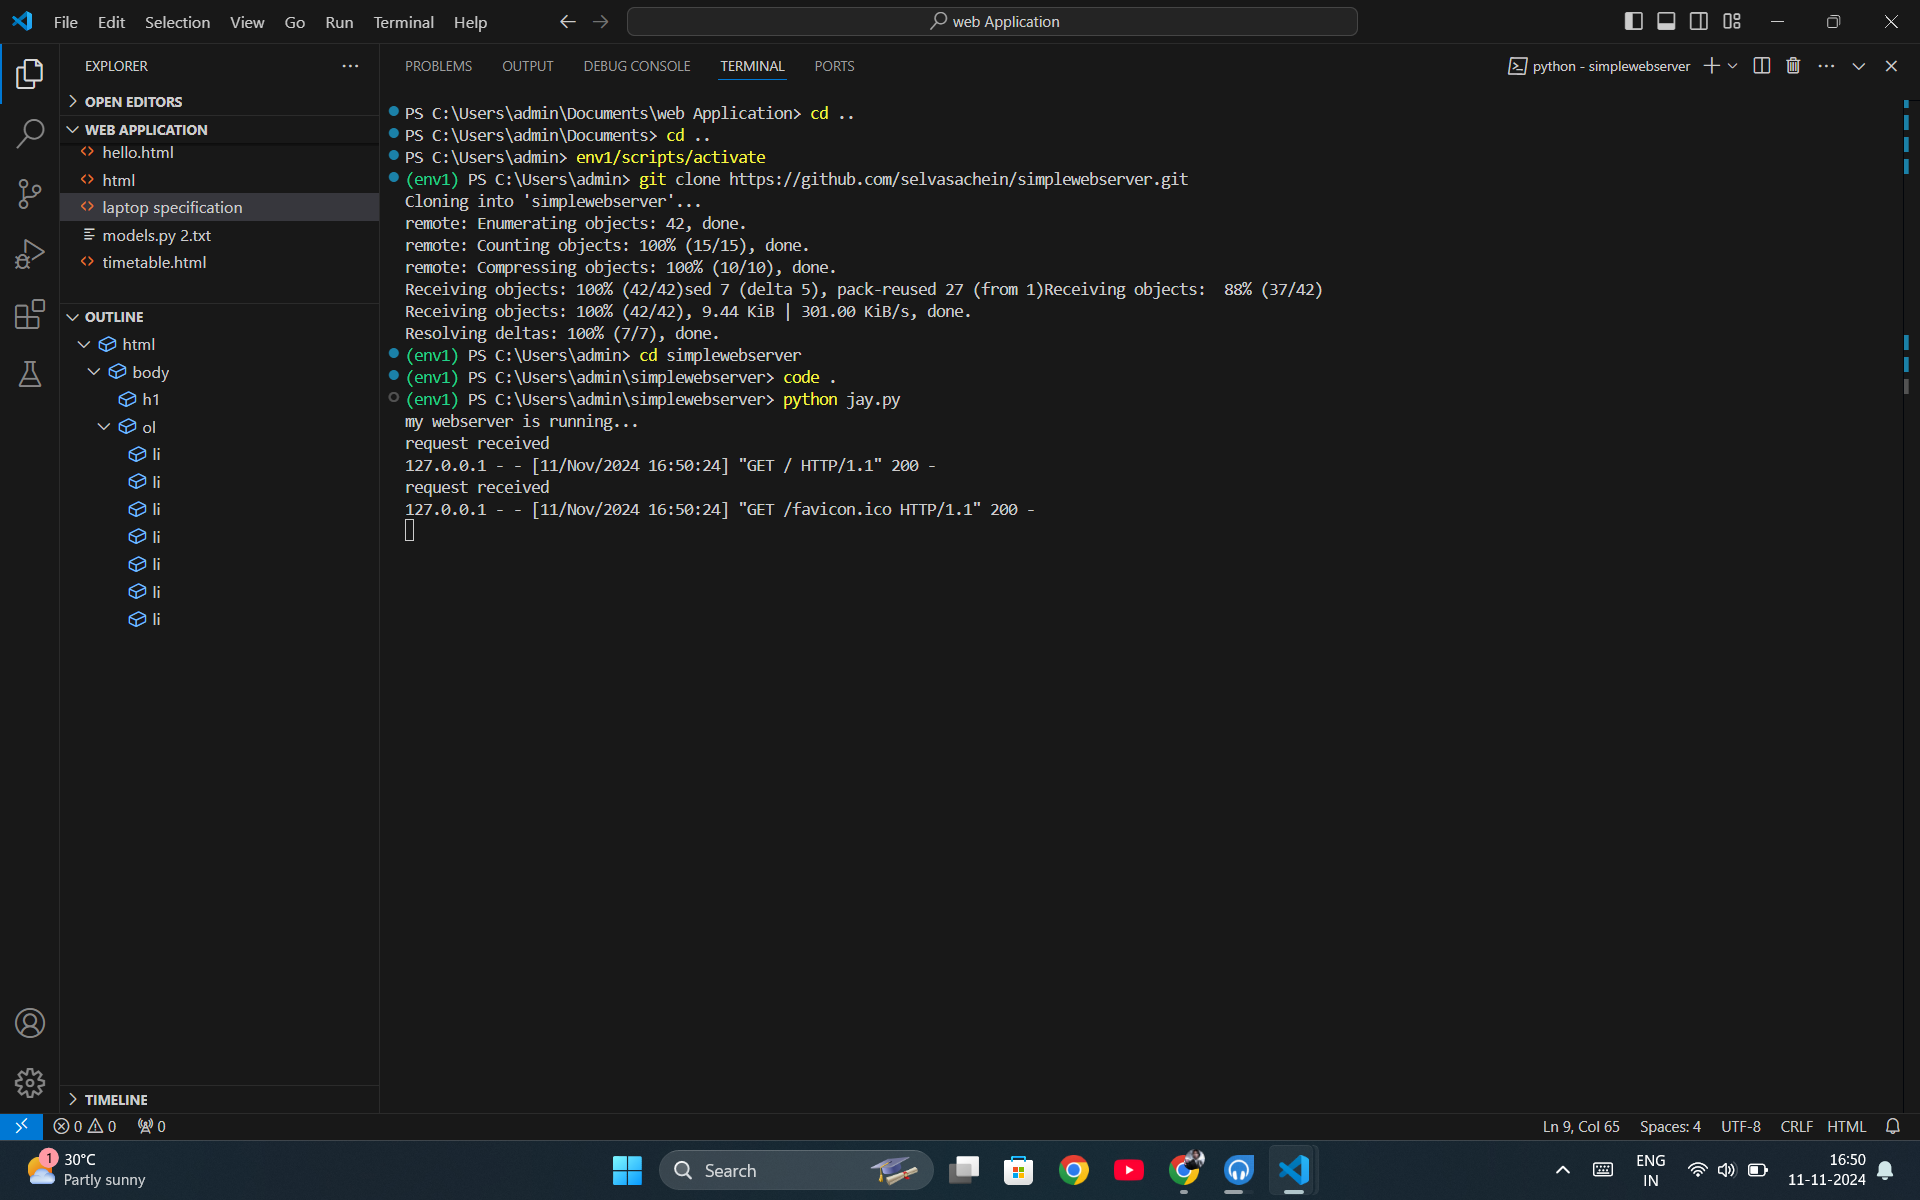 File Edit Selection View Go Run Terminal Help
web Application
EXPLORER
PROBLEMS OUTPUT DEBUG CONSOLE TERMINAL PORTS
python - simplewebserver
OPEN EDITORS
WEB APPLICATION
hello.html
html
laptop specification
models.py 2.txt
timetable.html
OUTLINE
html
body
h1
ol
li
li
li
li
li
li
li
TIMELINE
PS C:\Users\admin\Documents\web Application> cd ..
PS C:\Users\admin\Documents> cd ..
PS C:\Users\admin> env1/scripts/activate
(env1) PS C:\Users\admin> git clone https://github.com/selvasachein/simplewebserver.git
Cloning into 'simplewebserver'...
remote: Enumerating objects: 42, done.
remote: Counting objects: 100% (15/15), done.
remote: Compressing objects: 100% (10/10), done.
Receiving objects: 100% (42/42)sed 7 (delta 5), pack-reused 27 (from 1)Receiving objects:  88% (37/42)
Receiving objects: 100% (42/42), 9.44 KiB | 301.00 KiB/s, done.
Resolving deltas: 100% (7/7), done.
(env1) PS C:\Users\admin> cd simplewebserver
(env1) PS C:\Users\admin\simplewebserver> code .
(env1) PS C:\Users\admin\simplewebserver> python jay.py
my webserver is running...
request received
127.0.0.1 - - [11/Nov/2024 16:50:24] "GET / HTTP/1.1" 200 -
request received
127.0.0.1 - - [11/Nov/2024 16:50:24] "GET /favicon.ico HTTP/1.1" 200 -
0 0 0
Ln 9, Col 65 Spaces: 4 UTF-8 CRLF HTML
1
30°C
Partly sunny
Search
ENG
IN
16:50
11-11-2024